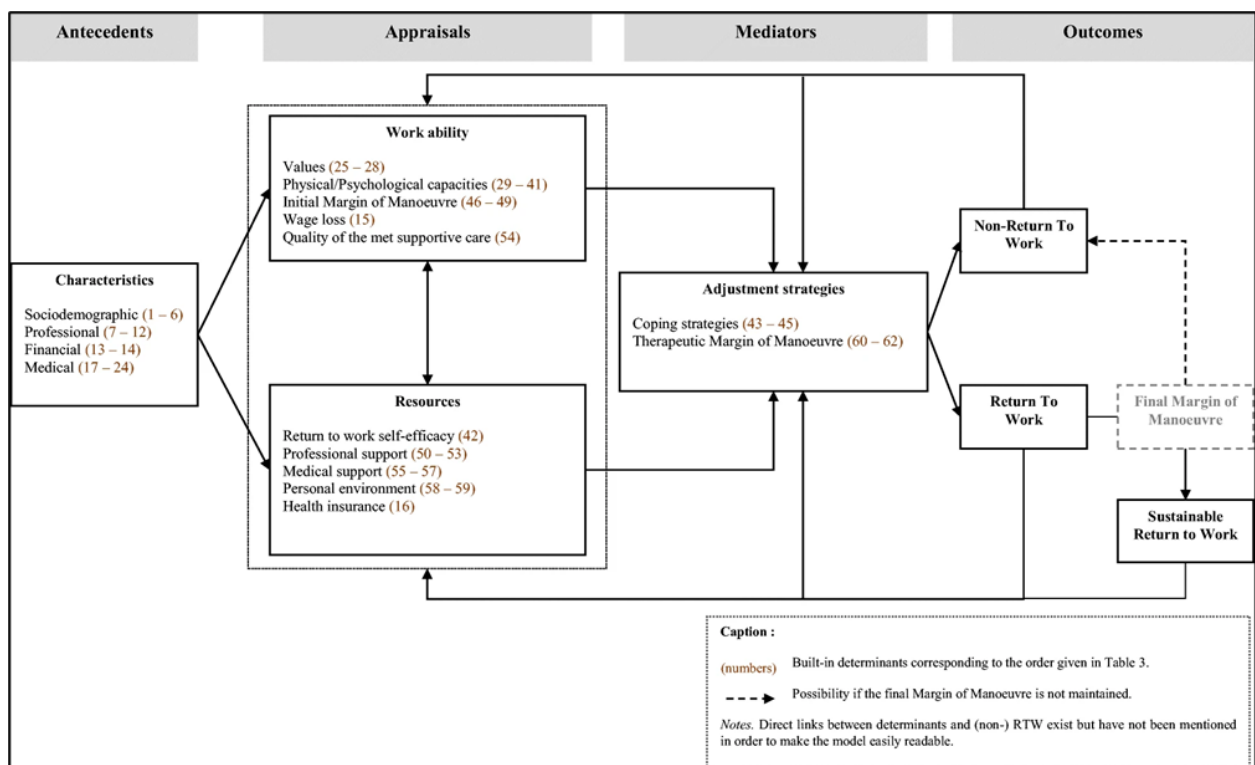 Antecedents
Appraisals
Mediators
Outcomes
Characteristics
Sociodemographic (1 – 6)
Professional (7 – 12)
Financial (13 – 14)
Medical (17 – 24)
Work ability
Values (25 – 28)
Physical/Psychological capacities (29 – 41)
Initial Margin of Manoeuvre (46 – 49)
Wage loss (15)
Quality of the met supportive care (54)
Resources
Return to work self-efficacy (42)
Professional support (50 – 53)
Medical support (55 – 57)
Personal environment (58 – 59)
Health insurance (16)
Adjustment strategies
Coping strategies (43 – 45)
Therapeutic Margin of Manoeuvre (60 – 62)
Non-Return To
Work
Return To
Work
Final Margin of
Manoeuvre
Sustainable
Return to Work
Caption :
(numbers) Built-in determinants corresponding to the order given in Table 3.
Possibility if the final Margin of Manoeuvre is not maintained.
Notes. Direct links between determinants and (non-) RTW exist but have not been mentioned
in order to make the model easily readable.